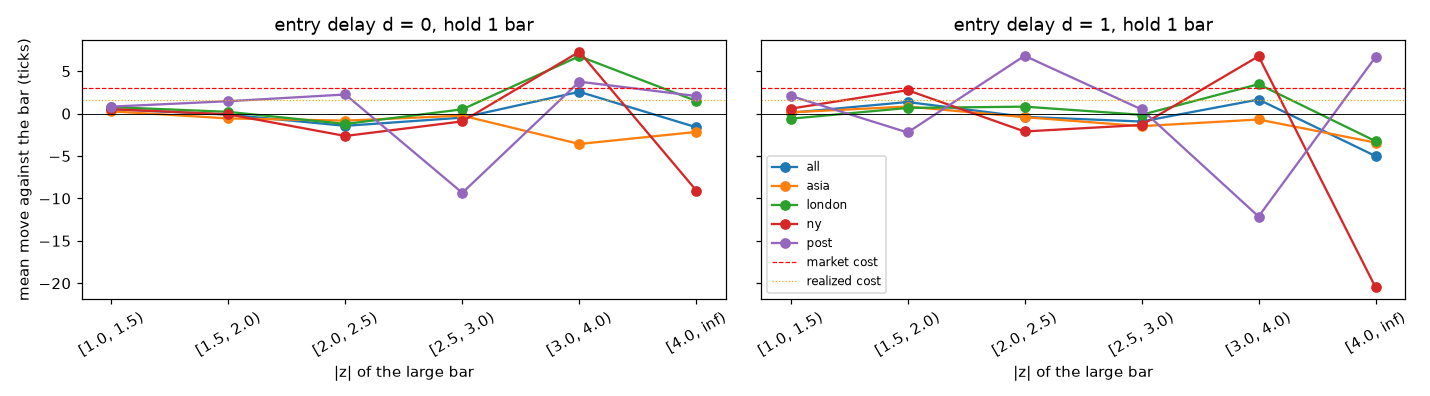 entry delay d = 0, hold 1 bar
mean move against the bar (ticks)
5
0
−5
−10
−15
−20
[1.0, 1.5)
[1.5, 2.0)
[2.0, 2.5)
[2.5, 3.0)
[3.0, 4.0)
[4.0, inf)
|z| of the large bar
entry delay d = 1, hold 1 bar
all
asia
london
ny
post
market cost
realized cost
[1.0, 1.5)
[1.5, 2.0)
[2.0, 2.5)
[2.5, 3.0)
[3.0, 4.0)
[4.0, inf)
|z| of the large bar